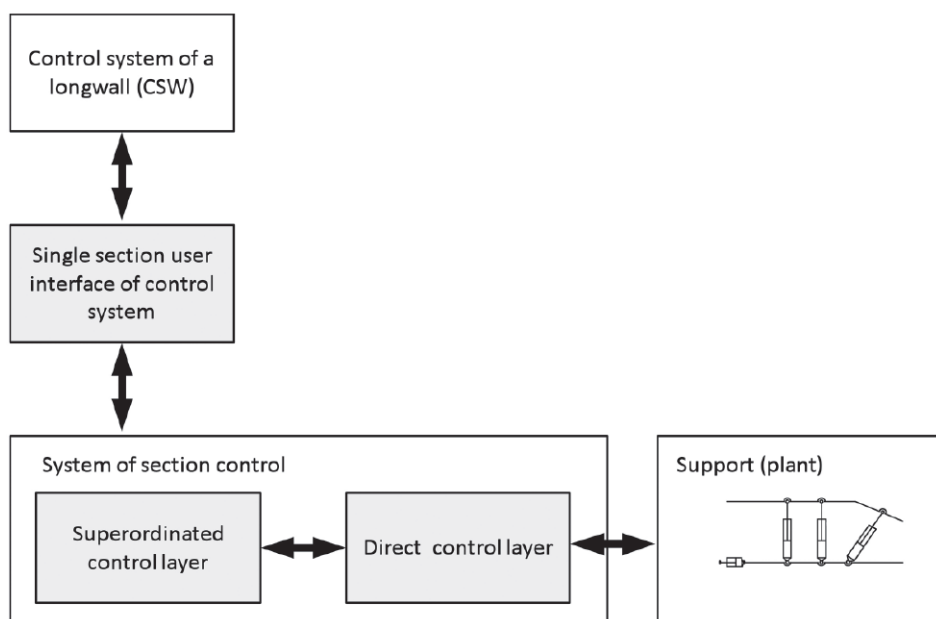 Control system of a
longwall (CSW)
Single section user
interface of control
system
System of section control
Superordinated
control layer
Direct control layer
Support (plant)